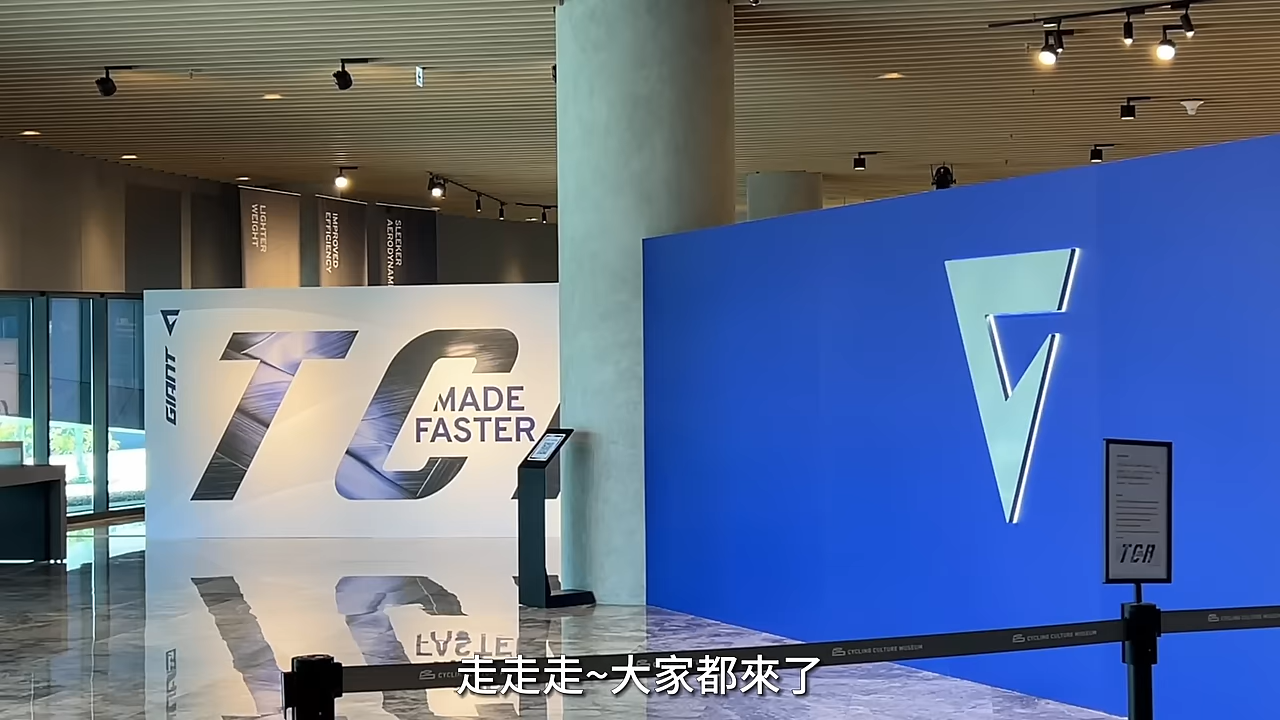 LIGHTER
WEIGHT
IMPROVED
EFFICIENCY
SLEEKER
GIANT
TC
MADE
FASTER
TCR
CYCLING CULTURE MUSEUM
CYCLING CULTURE MUSEUM
走走走~大家都來了